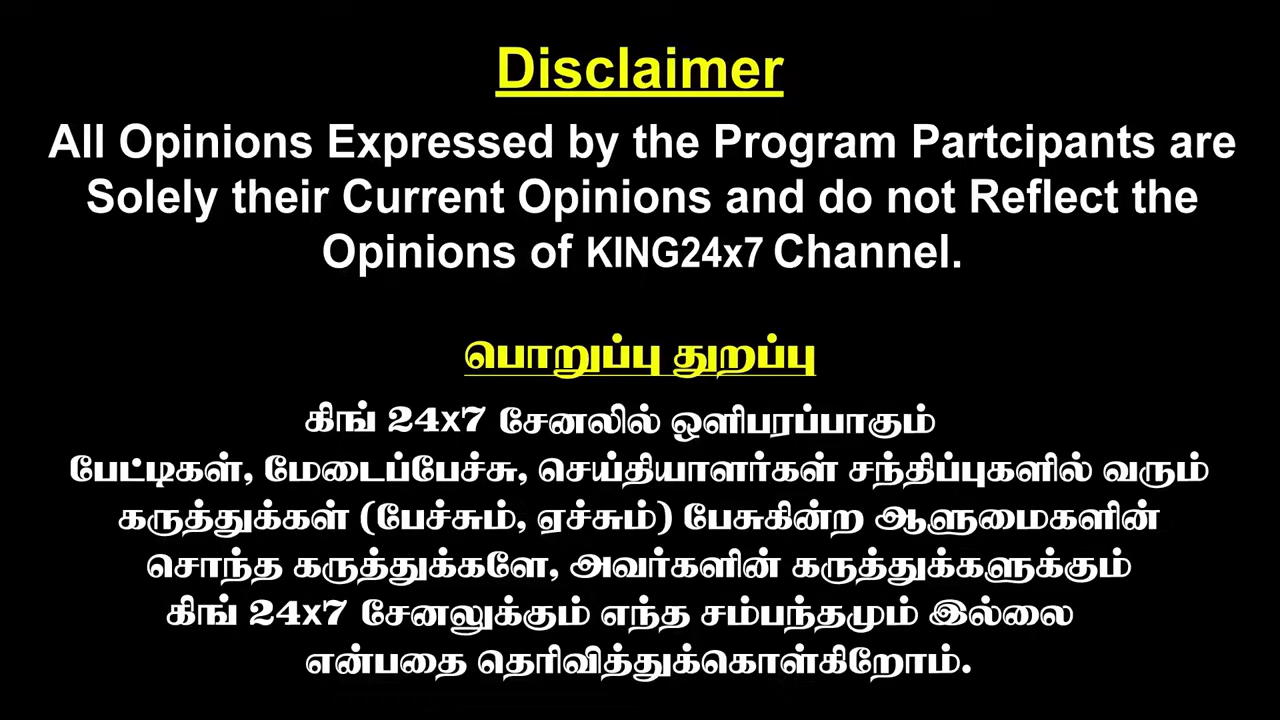 Disclaimer
All Opinions Expressed by the Program Partcipants are
Solely their Current Opinions and do not Reflect the
Opinions of KING24x7 Channel.
பொறுப்பு துறப்பு
கிங் 24x7 சேனலில் ஒளிபரப்பாகும்
பேட்டிகள், மேடைப்பேச்சு, செய்தியாளர்கள் சந்திப்புகளில் வரும்
கருத்துக்கள் (பேச்சும், ஏச்சும்) பேசுகின்ற ஆளுமைகளின்
சொந்த கருத்துக்களே, அவர்களின் கருத்துக்களுக்கும்
கிங் 24x7 சேனலுக்கும் எந்த சம்பந்தமும் இல்லை
என்பதை தெரிவித்துக்கொள்கிறோம்.